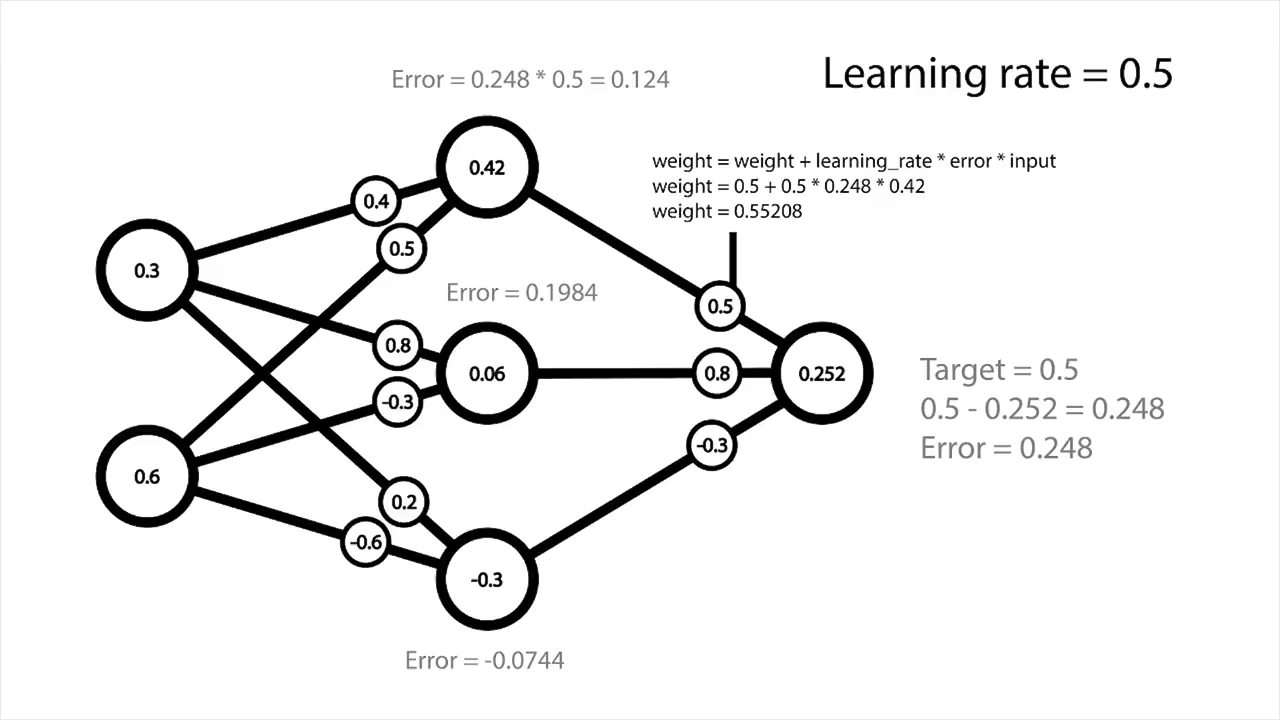 Learning rate = 0.5
Error = 0.248 * 0.5 = 0.124
weight = weight + learning_rate * error * input
weight = 0.5 + 0.5 * 0.248 * 0.42
weight = 0.55208
0.42
0.4
0.5
0.3
Error = 0.1984
0.5
0.8
0.06
0.8
0.252
-0.3
Target = 0.5
0.5 - 0.252 = 0.248
Error = 0.248
-0.3
0.6
0.2
-0.6
-0.3
Error = -0.0744